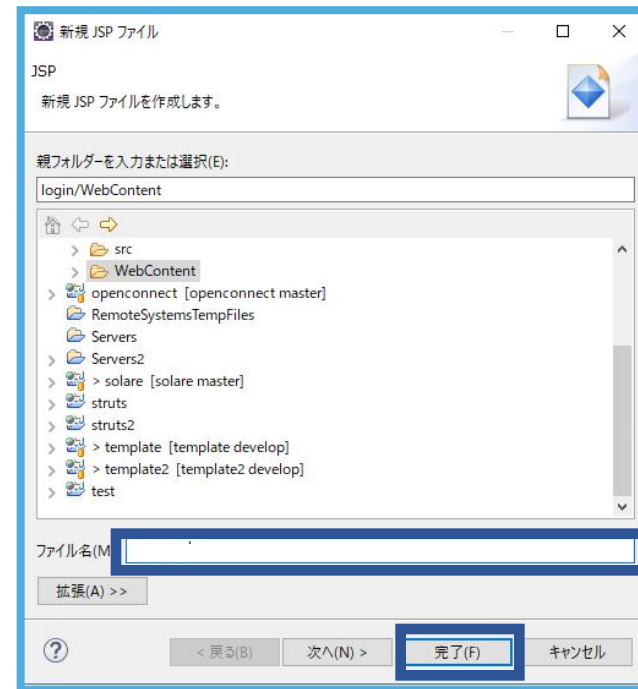 新規 JSP ファイル
JSP
新規 JSP ファイルを作成します。
親フォルダーを入力または選択(E):
login/WebContent
src
WebContent
openconnect [openconnect master]
RemoteSystemsTempFiles
Servers
Servers2
> solare [solare master]
struts
struts2
> template [template develop]
> template2 [template2 develop]
test
ファイル名(M
拡張(A) >>
?
< 戻る(B)
次へ(N) >
完了(F)
キャンセル